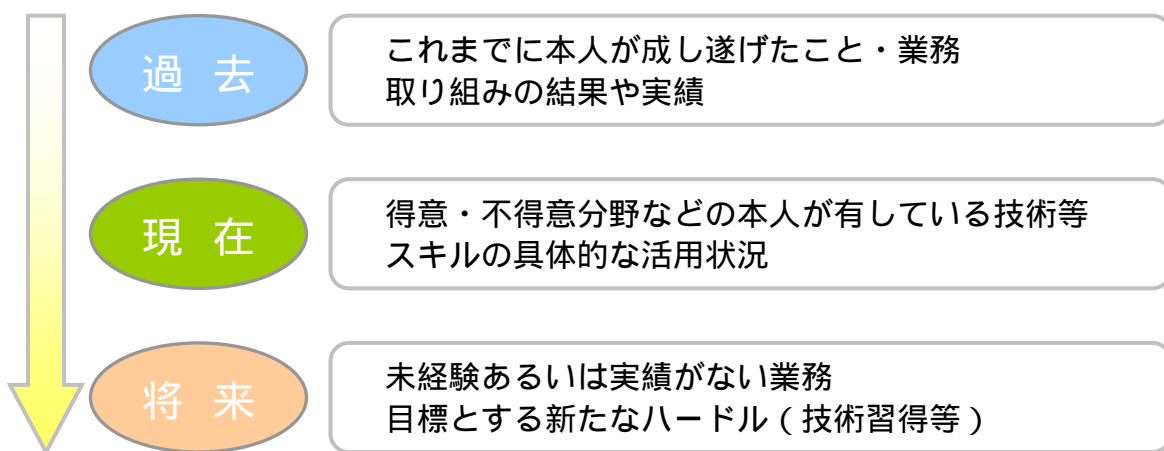 過 去
これまでに本人が成し遂げたこと・業務
取り組みの結果や実績
現 在
得意・不得意分野などの本人が有している技術等
スキルの具体的な活用状況
将 来
未経験あるいは実績がない業務
目標とする新たなハードル（技術習得等）